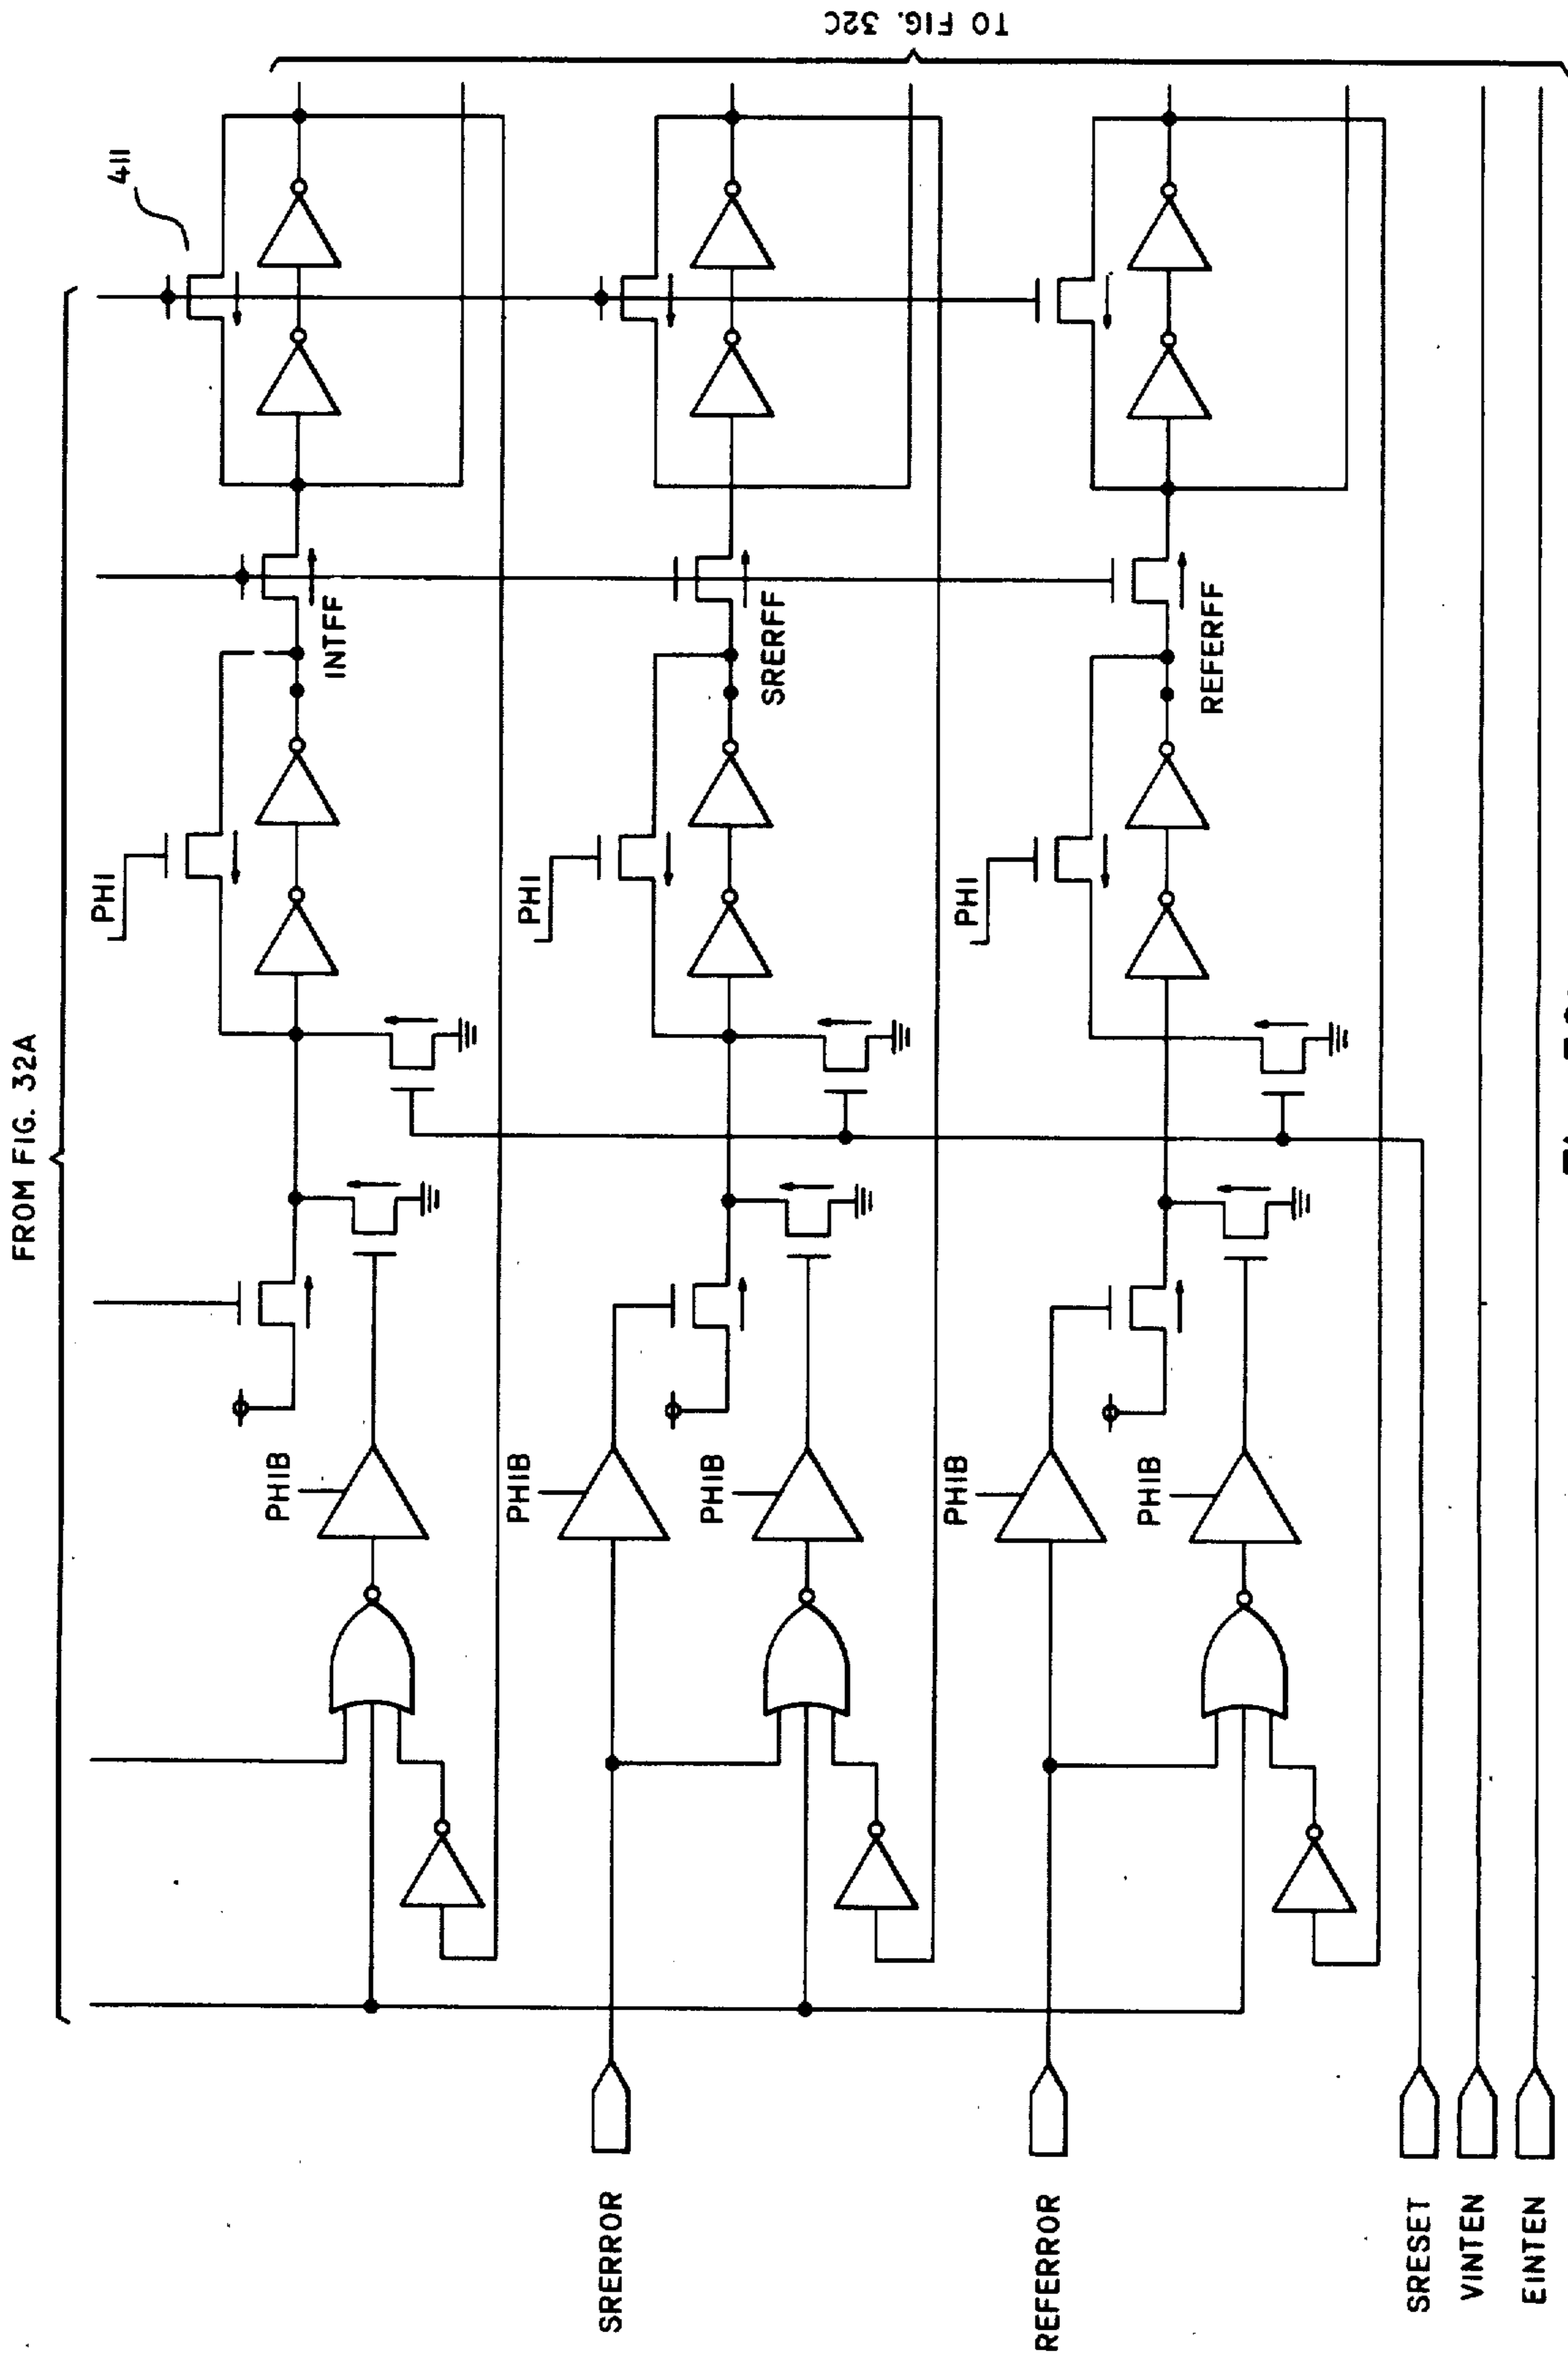 FROM FIG. 32A
TO FIG. 32C
411
PHI
INTFF
PHIB
PHI
SRERFF
PHIB
PHIB
SRERROR
PHI
REFERFF
PHIB
PHIB
REFERROR
SRESET
VINTEN
EINTEN